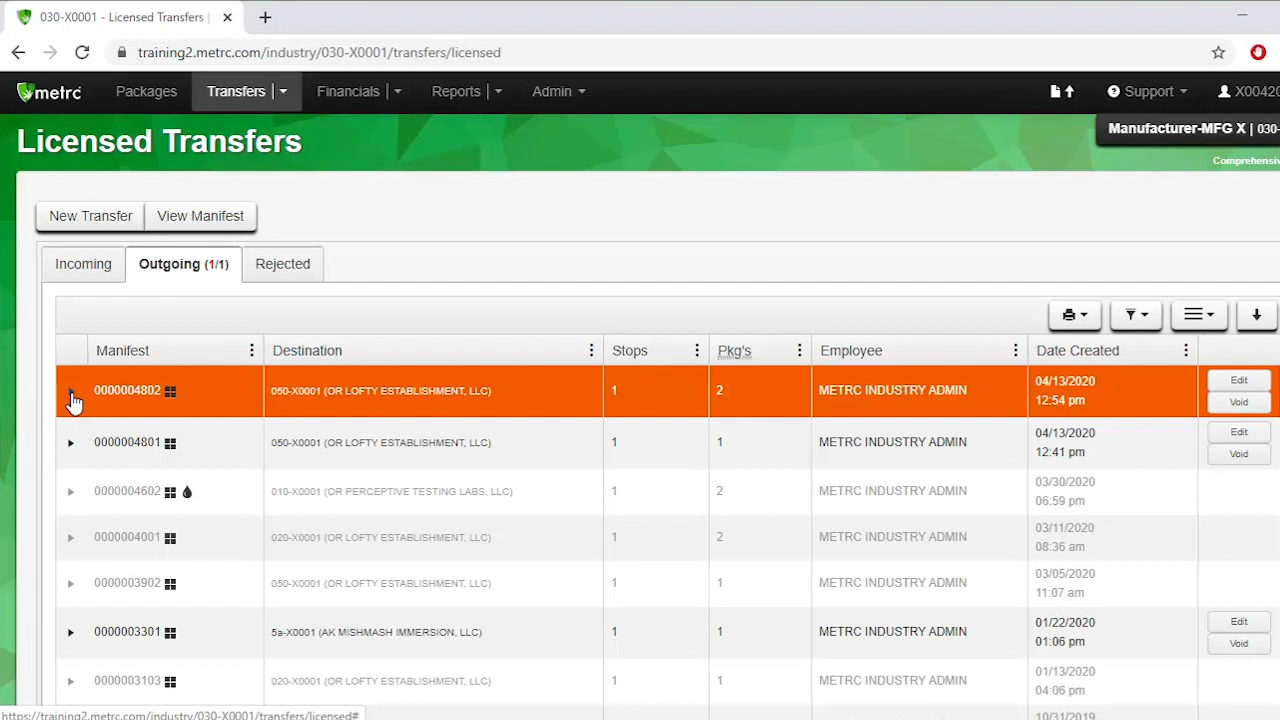 030-X0001 - Licensed Transfers
training2.metrc.com/industry/030-X0001/transfers/licensed
metrc Packages Transfers Financials Reports Admin Support X00420
Licensed Transfers
Manufacturer-MFG X | 030-
Comprehensiv
New Transfer View Manifest
Incoming Outgoing (1/1) Rejected
Manifest Destination Stops Pkg's Employee Date Created
0000004802 050-X0001 (OR LOFTY ESTABLISHMENT, LLC) 1 2 METRC INDUSTRY ADMIN 04/13/2020 Edit
12:54 pm Void
0000004801 050-X0001 (OR LOFTY ESTABLISHMENT, LLC) 1 1 METRC INDUSTRY ADMIN 04/13/2020 Edit
12:41 pm Void
0000004602 010-X0001 (OR PERCEPTIVE TESTING LABS, LLC) 1 2 METRC INDUSTRY ADMIN 03/30/2020
06:59 pm
0000004001 020-X0001 (OR LOFTY ESTABLISHMENT, LLC) 1 2 METRC INDUSTRY ADMIN 03/11/2020
08:36 am
0000003902 050-X0001 (OR LOFTY ESTABLISHMENT, LLC) 1 1 METRC INDUSTRY ADMIN 03/05/2020
11:07 am
0000003301 5a-X0001 (AK MISHMASH IMMERSION, LLC) 1 1 METRC INDUSTRY ADMIN 01/22/2020 Edit
01:06 pm Void
0000003103 020-X0001 (OR LOFTY ESTABLISHMENT, LLC) 1 1 METRC INDUSTRY ADMIN 01/13/2020
04:06 pm
10/31/2019
https://training2.metrc.com/industry/030-X0001/transfers/licensed#